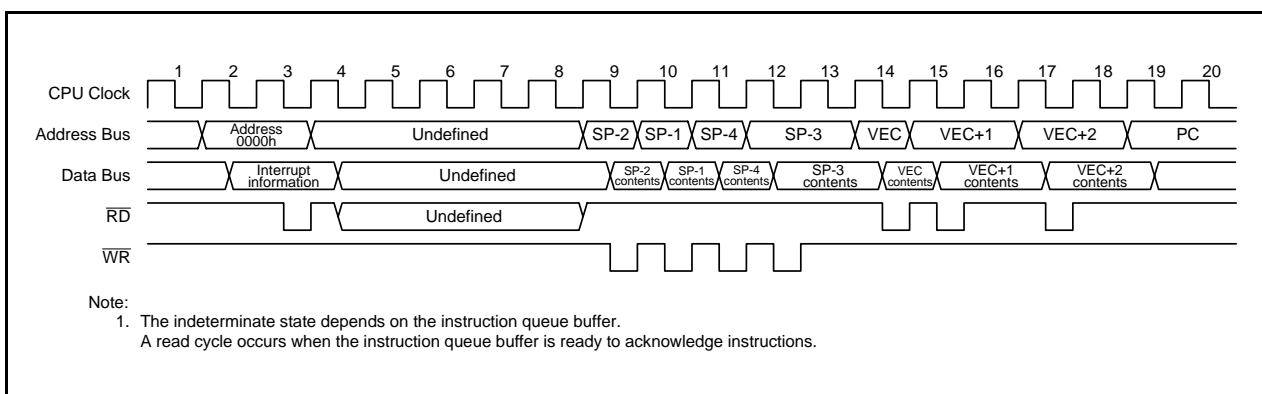 1 2 3 4 5 6 7 8 9 10 11 12 13 14 15 16 17 18 19 20
CPU Clock
Address Bus Address 0000h Undefined SP-2 SP-1 SP-4 SP-3 VEC VEC+1 VEC+2 PC
Data Bus Interrupt information Undefined SP-2 contents SP-1 contents SP-4 contents SP-3 contents VEC contents VEC+1 contents VEC+2 contents
RD Undefined
WR
Note:
1. The indeterminate state depends on the instruction queue buffer.
A read cycle occurs when the instruction queue buffer is ready to acknowledge instructions.